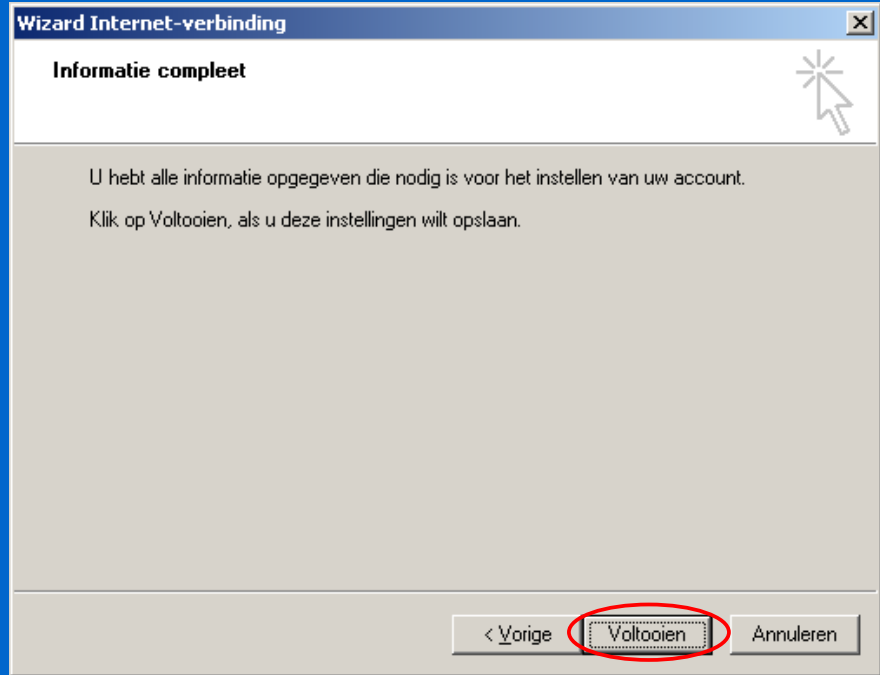 Wizard Internet-verbinding
Informatie compleet
U hebt alle informatie opgegeven die nodig is voor het instellen van uw account.
Klik op Voltooien, als u deze instellingen wilt opslaan.
< Vorige Voltooien Annuleren